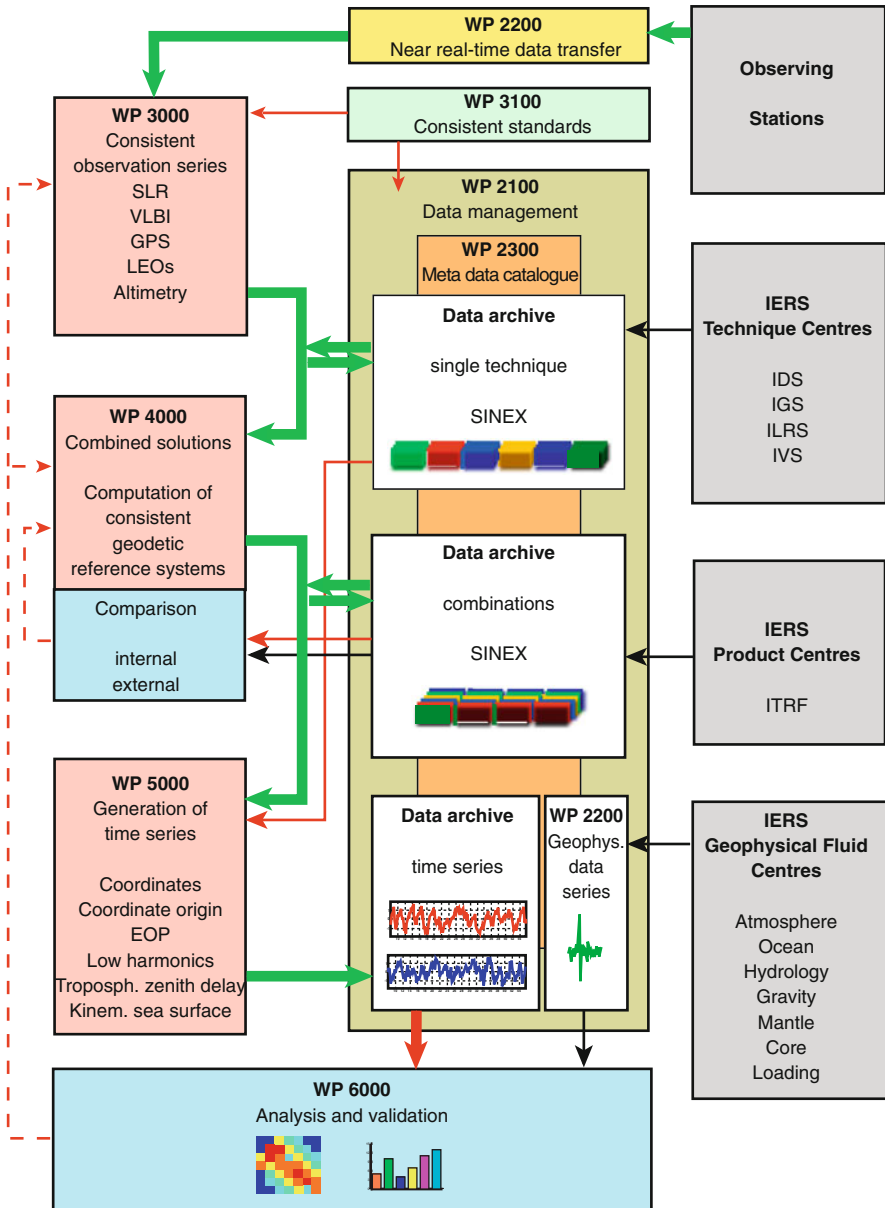 WP 2200
Near real-time data transfer
Observing
Stations
WP 3100
Consistent standards
WP 3000
Consistent
observation series
SLR
VLBI
GPS
LEOs
Altimetry
WP 2100
Data management
WP 2300
Meta data catalogue
Data archive
single technique
SINEX
IERS
Technique Centres
IDS
IGS
ILRS
IVS
WP 4000
Combined solutions
Computation of
consistent
geodetic
reference systems
Comparison
internal
external
Data archive
combinations
SINEX
IERS
Product Centres
ITRF
WP 5000
Generation of
time series
Coordinates
Coordinate origin
EOP
Low harmonics
Troposph. zenith delay
Kinem. sea surface
Data archive
time series
WP 2200
Geophys.
data
series
IERS
Geophysical Fluid
Centres
Atmosphere
Ocean
Hydrology
Gravity
Mantle
Core
Loading
WP 6000
Analysis and validation